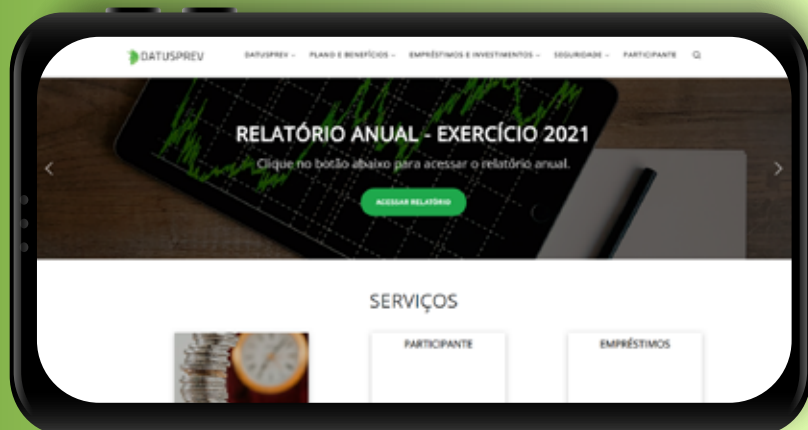 DATUSPREV
DATUSPREV
PLANO E BENEFÍCIOS
EMPRÉSTIMOS E INVESTIMENTOS
SEGURIDADE
PARTICIPANTE
RELATÓRIO ANUAL - EXERCÍCIO 2021
Clique no botão abaixo para acessar o relatório anual.
ACESSAR RELATÓRIO
SERVIÇOS
PARTICIPANTE
EMPRÉSTIMOS